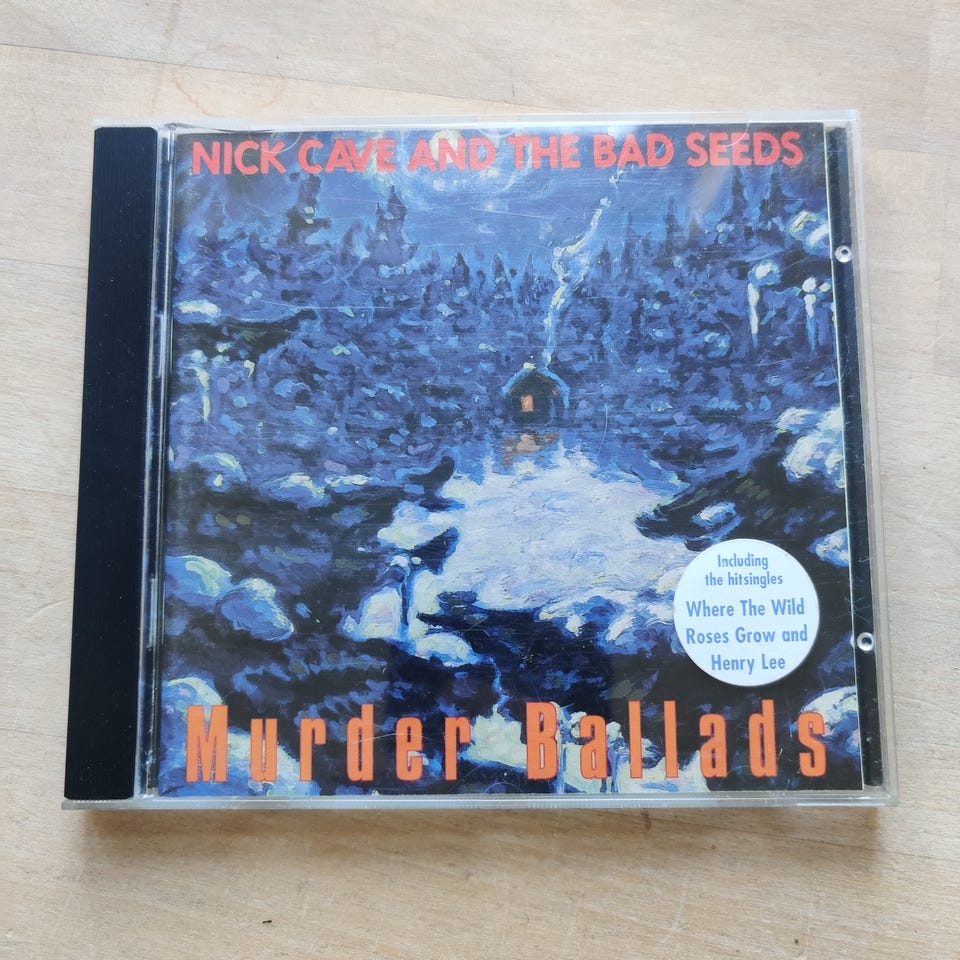 NICK CAVE AND THE BAD SEEDS
Including
the hitsingles
Where The Wild
Roses Grow and
Henry Lee
Murder Ballads